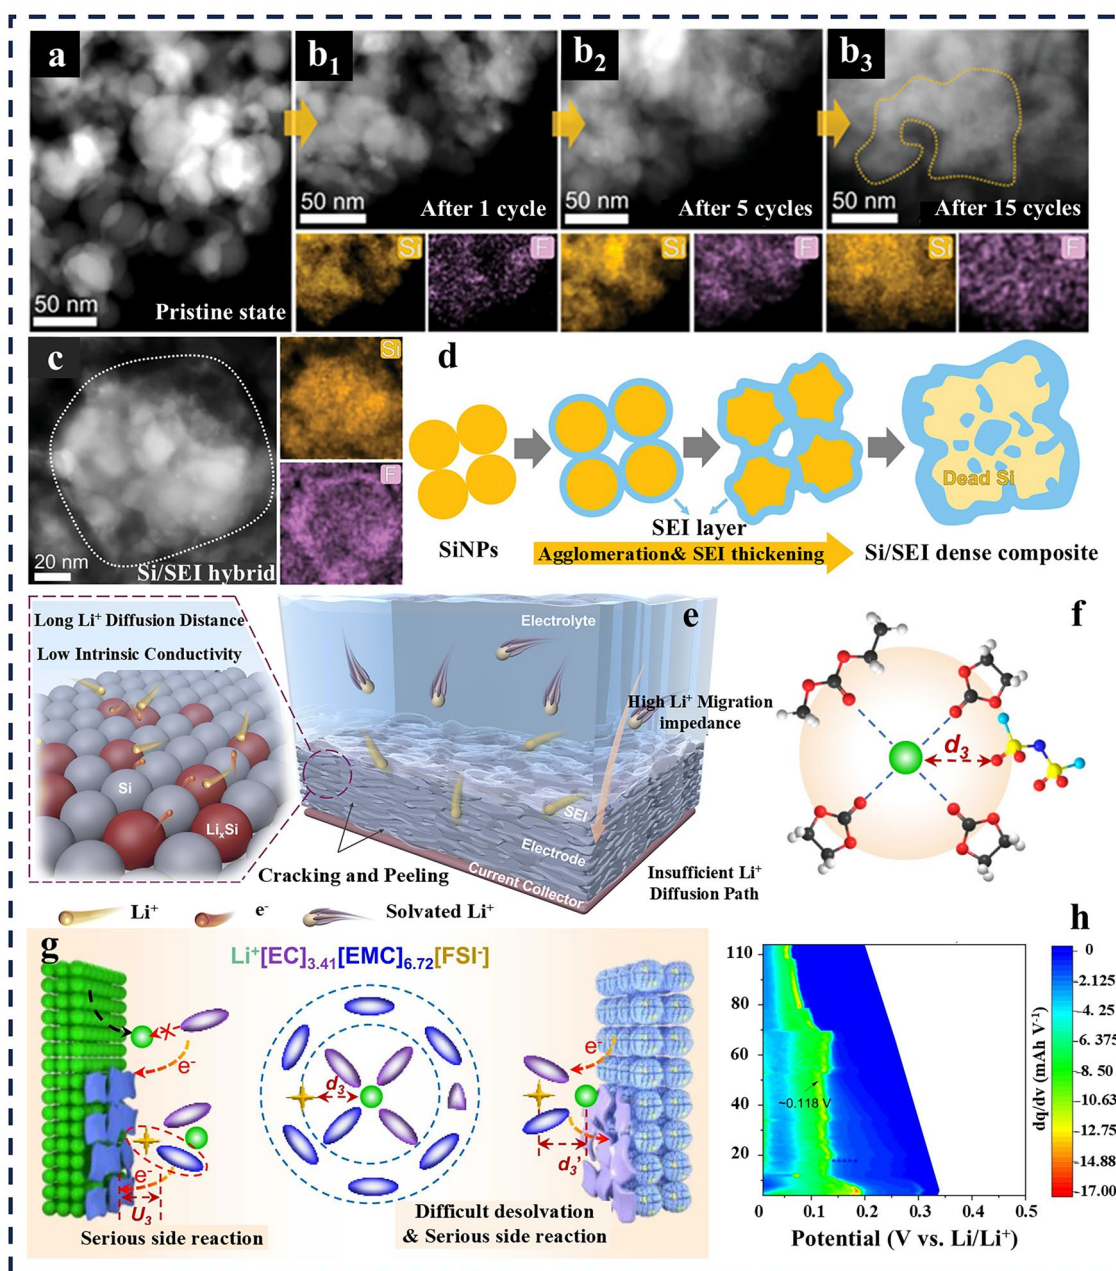 a
50 nm
Pristine state
b₁
50 nm
After 1 cycle
Si
F
b₂
50 nm
After 5 cycles
Si
F
b₃
50 nm
After 15 cycles
Si
F
c
20 nm
Si/SEI hybrid
Si
F
d
SiNPs
SEI layer
Agglomeration& SEI thickening
Dead Si
Si/SEI dense composite
Long Li⁺ Diffusion Distance
Low Intrinsic Conductivity
Si
LiₓSi
e
Electrolyte
High Li⁺ Migration
impedance
SEI
Electrode
Current Collector
Cracking and Peeling
Insufficient Li⁺
Diffusion Path
Li⁺
e⁻
Solvated Li⁺
f
d₃
g
Li⁺[EC]₃.₄₁[EMC]₆.₇₂[FSI⁻]
e⁻
e⁻
U₃
Serious side reaction
d₃
e⁻
d₃'
Difficult desolvation
& Serious side reaction
h
110
80
60
40
20
~0.118 V
0
0.1
0.2
0.3
0.4
0.5
Potential (V vs. Li/Li⁺)
0
-2.125
-4.25
-6.375
-8.50
-10.63
-12.75
-14.88
-17.00
dq/dv (mAh V⁻¹)